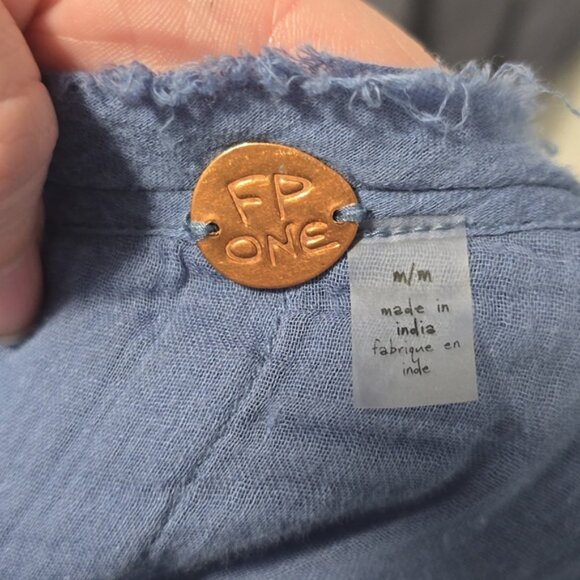 FP
ONE
m/m
made in
india
fabrique en
inde